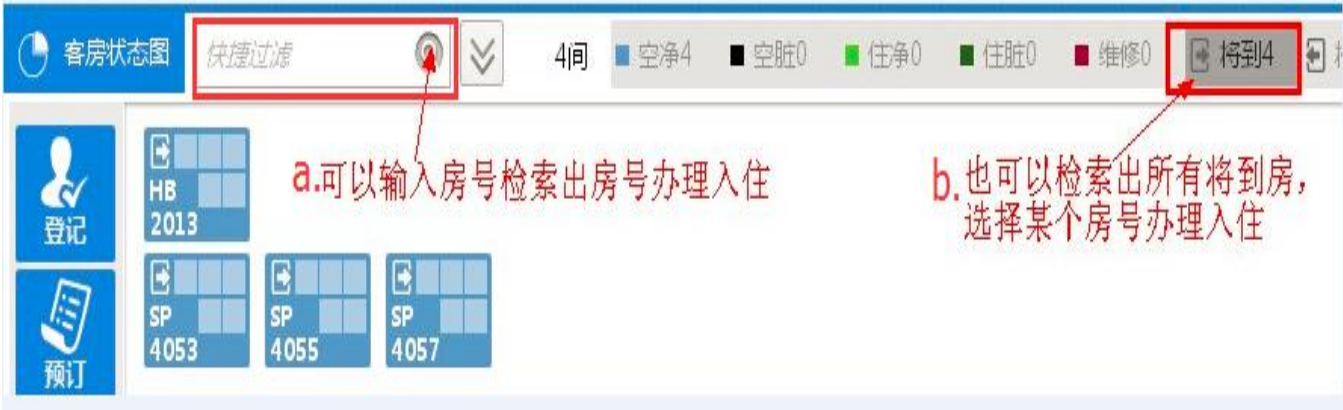 客房状态图 快捷过滤 4间 空净4 空脏0 住净0 住脏0 维修0 将到4
登记
预订
HB
2013
SP
4053
SP
4055
SP
4057
a.可以输入房号检索出房号办理入住
b.也可以检索出所有将到房，
选择某个房号办理入住